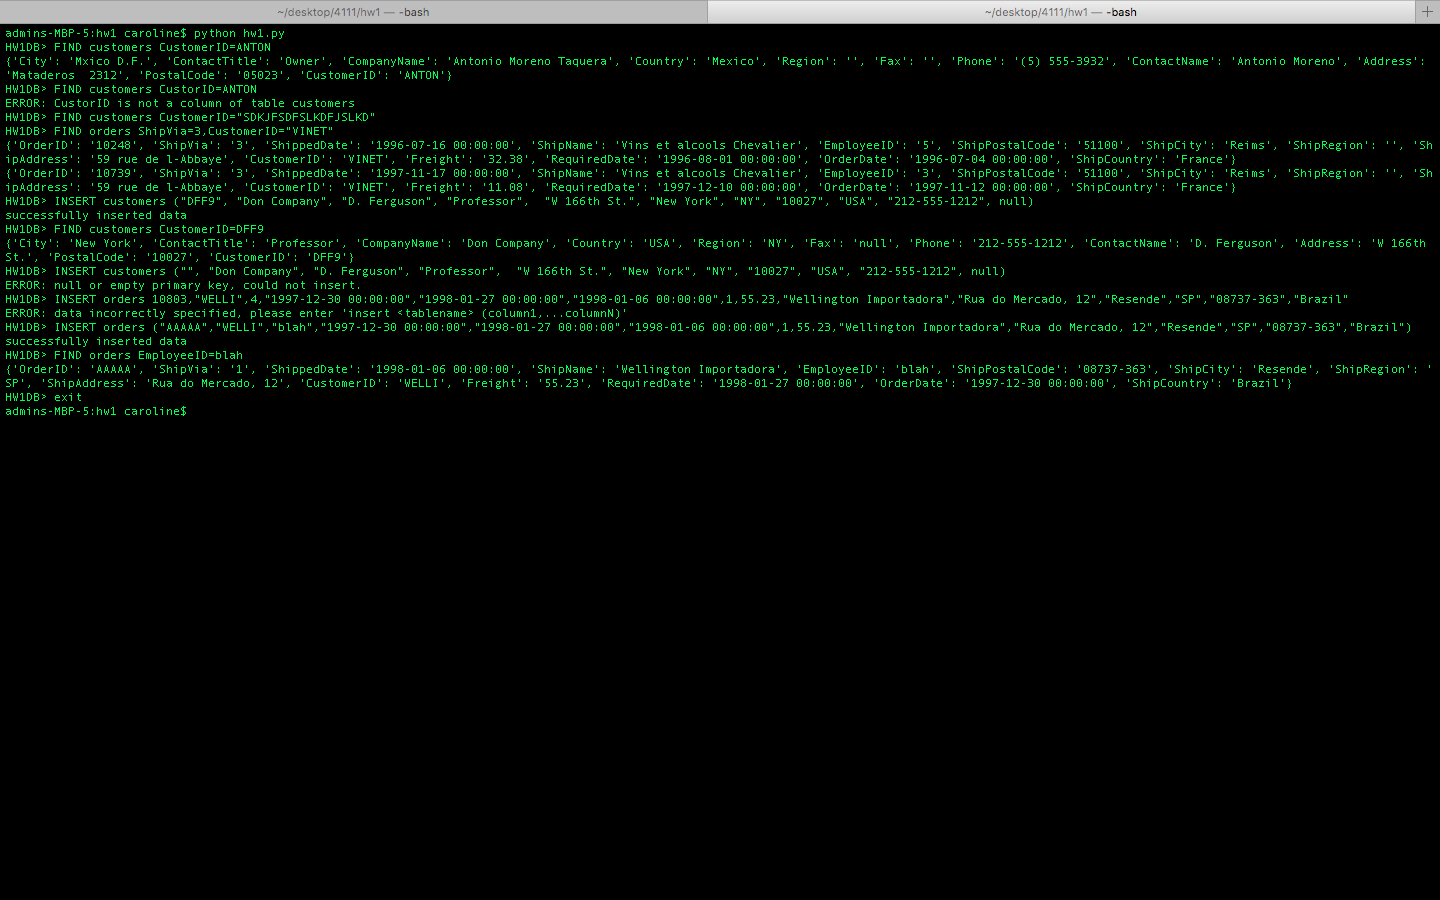 ~/desktop/4111/hw1 — -bash
~/desktop/4111/hw1 — -bash
+
admins-MBP-5:hw1 caroline$ python hw1.py
HW1DB> FIND customers CustomerID=ANTON
{'City': 'Mxico D.F.', 'ContactTitle': 'Owner', 'CompanyName': 'Antonio Moreno Taquera', 'Country': 'Mexico', 'Region': '', 'Fax': '', 'Phone': '(5) 555-3932', 'ContactName': 'Antonio Moreno', 'Address':
'Mataderos  2312', 'PostalCode': '05023', 'CustomerID': 'ANTON'}
HW1DB> FIND customers CustorID=ANTON
ERROR: CustorID is not a column of table customers
HW1DB> FIND customers CustomerID="SDKJFSDFSLKDFJSLKD"
HW1DB> FIND orders ShipVia=3,CustomerID="VINET"
{'OrderID': '10248', 'ShipVia': '3', 'ShippedDate': '1996-07-16 00:00:00', 'ShipName': 'Vins et alcools Chevalier', 'EmployeeID': '5', 'ShipPostalCode': '51100', 'ShipCity': 'Reims', 'ShipRegion': '', 'Sh
ipAddress': '59 rue de l-Abbaye', 'CustomerID': 'VINET', 'Freight': '32.38', 'RequiredDate': '1996-08-01 00:00:00', 'OrderDate': '1996-07-04 00:00:00', 'ShipCountry': 'France'}
{'OrderID': '10739', 'ShipVia': '3', 'ShippedDate': '1997-11-17 00:00:00', 'ShipName': 'Vins et alcools Chevalier', 'EmployeeID': '3', 'ShipPostalCode': '51100', 'ShipCity': 'Reims', 'ShipRegion': '', 'Sh
ipAddress': '59 rue de l-Abbaye', 'CustomerID': 'VINET', 'Freight': '11.08', 'RequiredDate': '1997-12-10 00:00:00', 'OrderDate': '1997-11-12 00:00:00', 'ShipCountry': 'France'}
HW1DB> INSERT customers ("DFF9", "Don Company", "D. Ferguson", "Professor",  "W 166th St.", "New York", "NY", "10027", "USA", "212-555-1212", null)
successfully inserted data
HW1DB> FIND customers CustomerID=DFF9
{'City': 'New York', 'ContactTitle': 'Professor', 'CompanyName': 'Don Company', 'Country': 'USA', 'Region': 'NY', 'Fax': 'null', 'Phone': '212-555-1212', 'ContactName': 'D. Ferguson', 'Address': 'W 166th
St.', 'PostalCode': '10027', 'CustomerID': 'DFF9'}
HW1DB> INSERT customers ("", "Don Company", "D. Ferguson", "Professor",  "W 166th St.", "New York", "NY", "10027", "USA", "212-555-1212", null)
ERROR: null or empty primary key, could not insert.
HW1DB> INSERT orders 10803,"WELLI",4,"1997-12-30 00:00:00","1998-01-27 00:00:00","1998-01-06 00:00:00",1,55.23,"Wellington Importadora","Rua do Mercado, 12","Resende","SP","08737-363","Brazil"
ERROR: data incorrectly specified, please enter 'insert <tablename> (column1,...columnN)'
HW1DB> INSERT orders ("AAAAA","WELLI","blah","1997-12-30 00:00:00","1998-01-27 00:00:00","1998-01-06 00:00:00",1,55.23,"Wellington Importadora","Rua do Mercado, 12","Resende","SP","08737-363","Brazil")
successfully inserted data
HW1DB> FIND orders EmployeeID=blah
{'OrderID': 'AAAAA', 'ShipVia': '1', 'ShippedDate': '1998-01-06 00:00:00', 'ShipName': 'Wellington Importadora', 'EmployeeID': 'blah', 'ShipPostalCode': '08737-363', 'ShipCity': 'Resende', 'ShipRegion': '
SP', 'ShipAddress': 'Rua do Mercado, 12', 'CustomerID': 'WELLI', 'Freight': '55.23', 'RequiredDate': '1998-01-27 00:00:00', 'OrderDate': '1997-12-30 00:00:00', 'ShipCountry': 'Brazil'}
HW1DB> exit
admins-MBP-5:hw1 caroline$